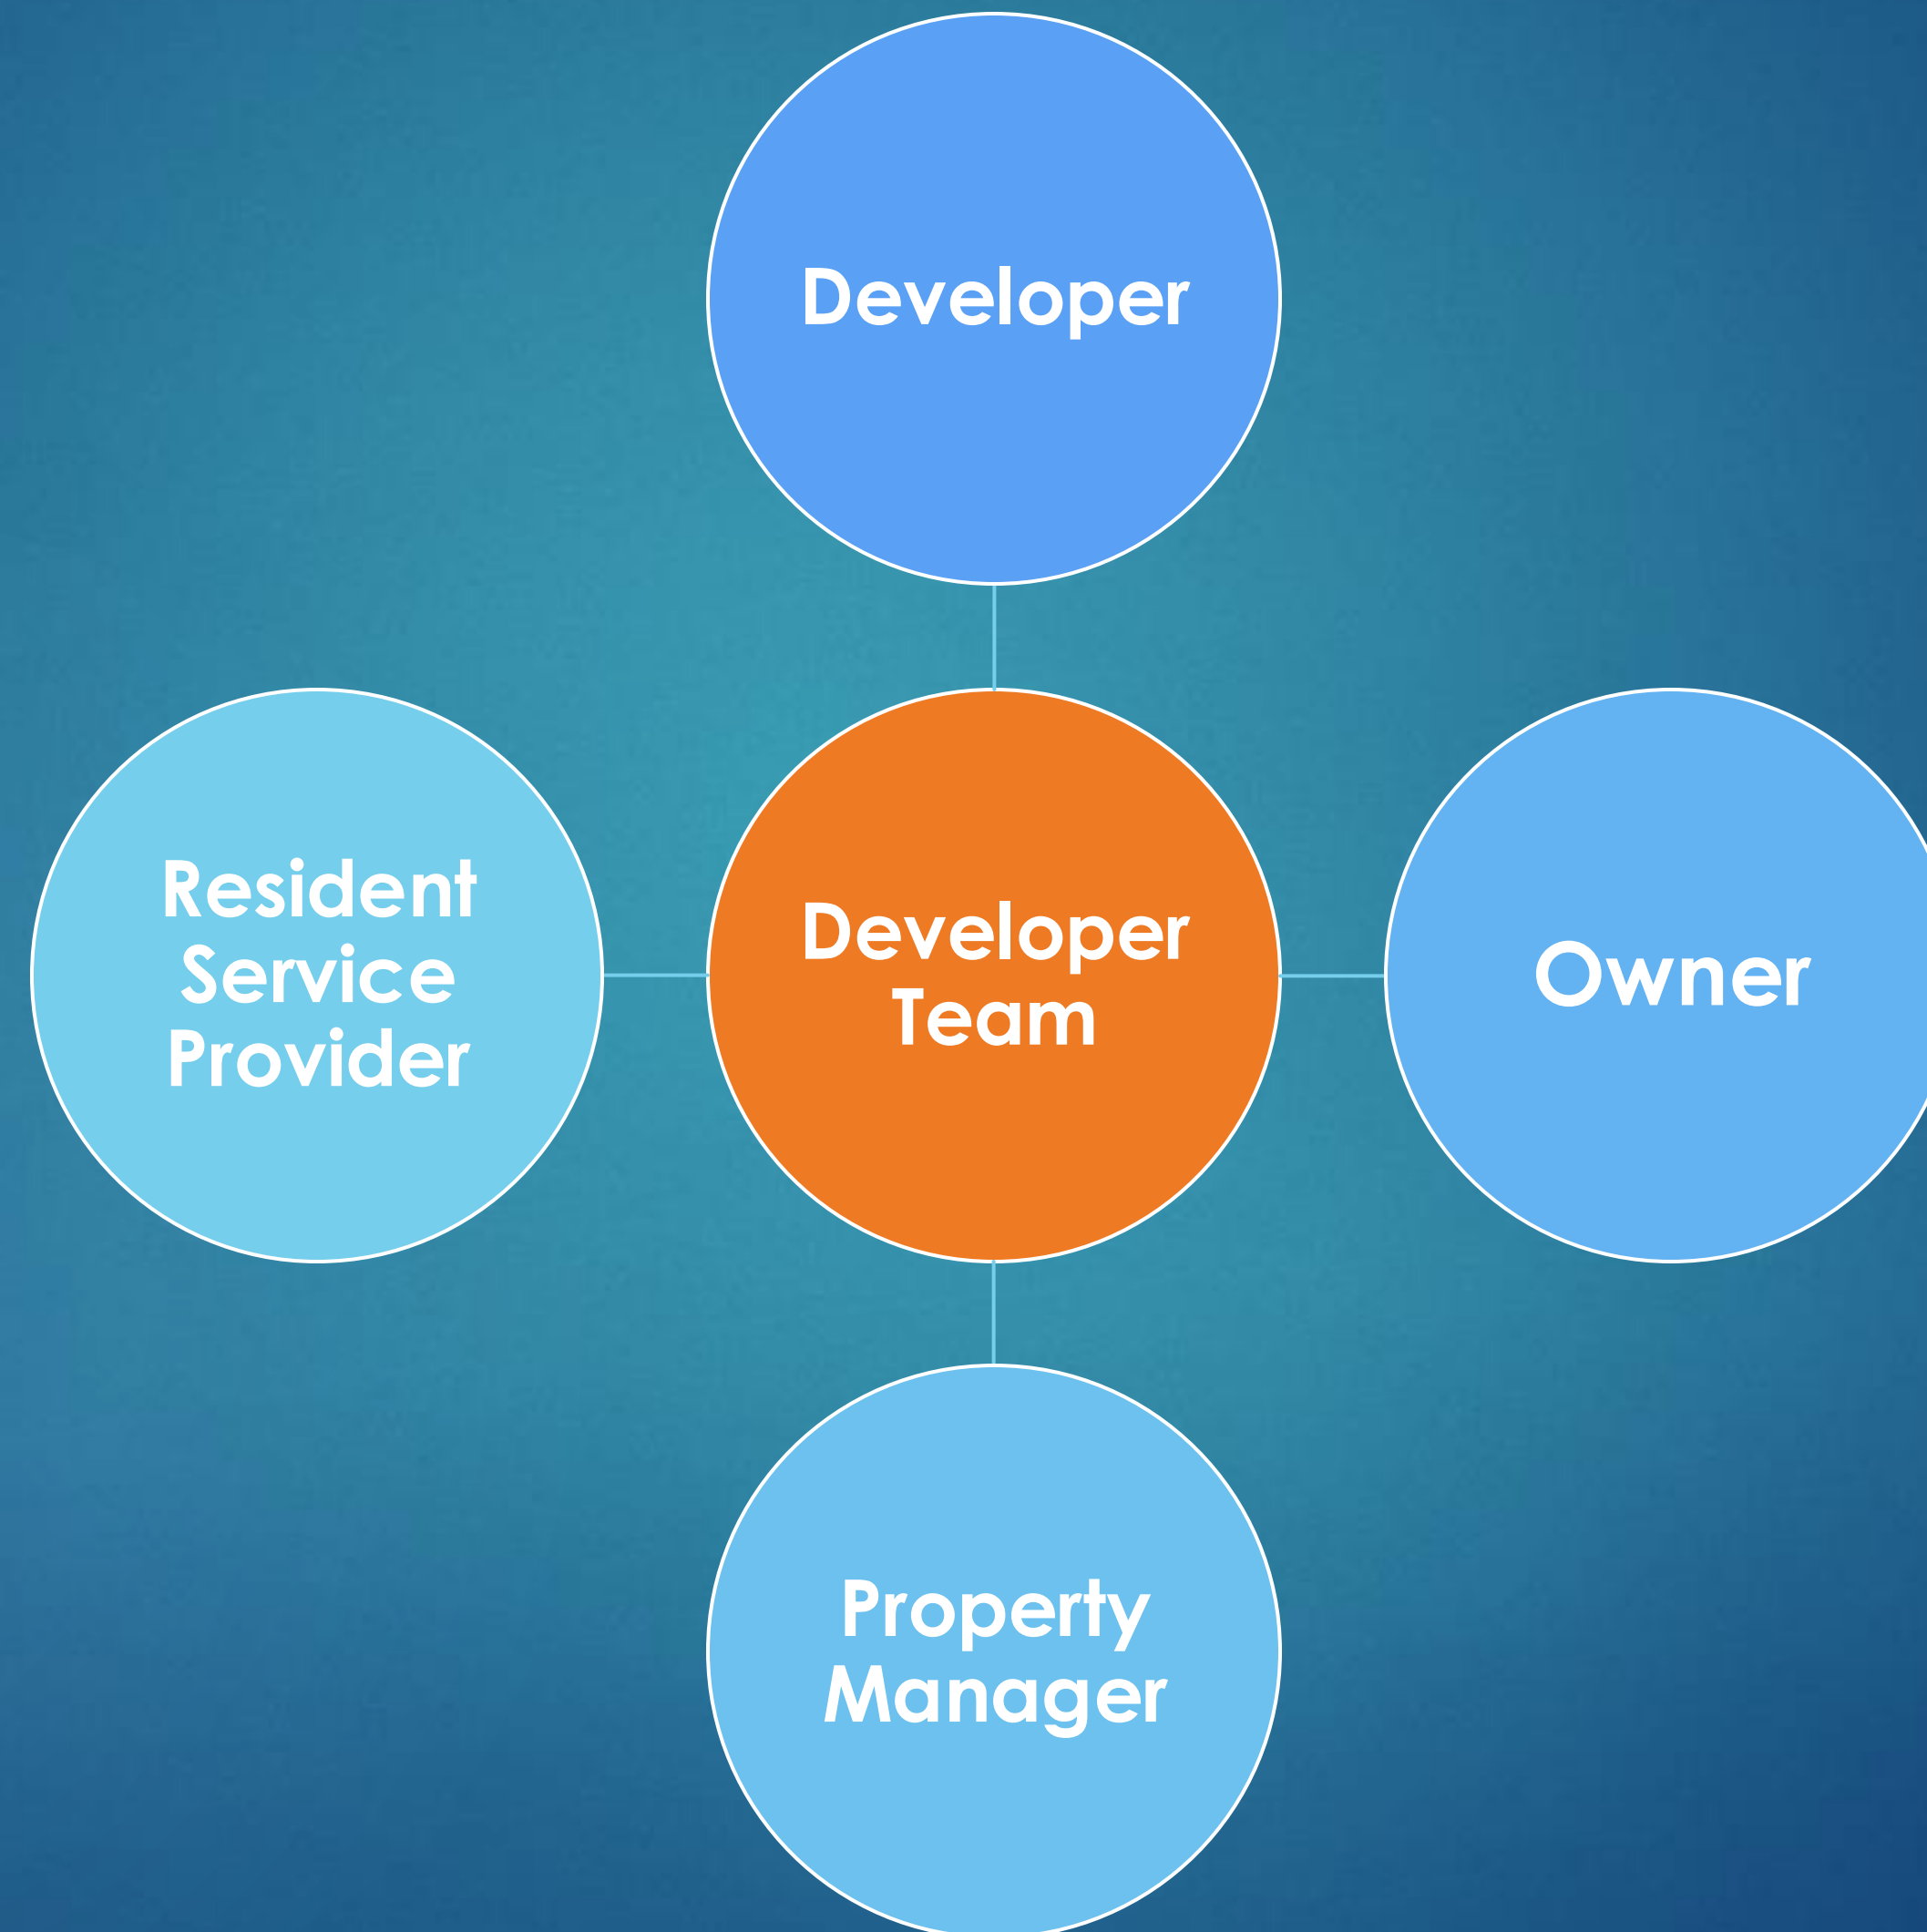 Developer
Resident
Service
Provider
Developer
Team
Owner
Property
Manager